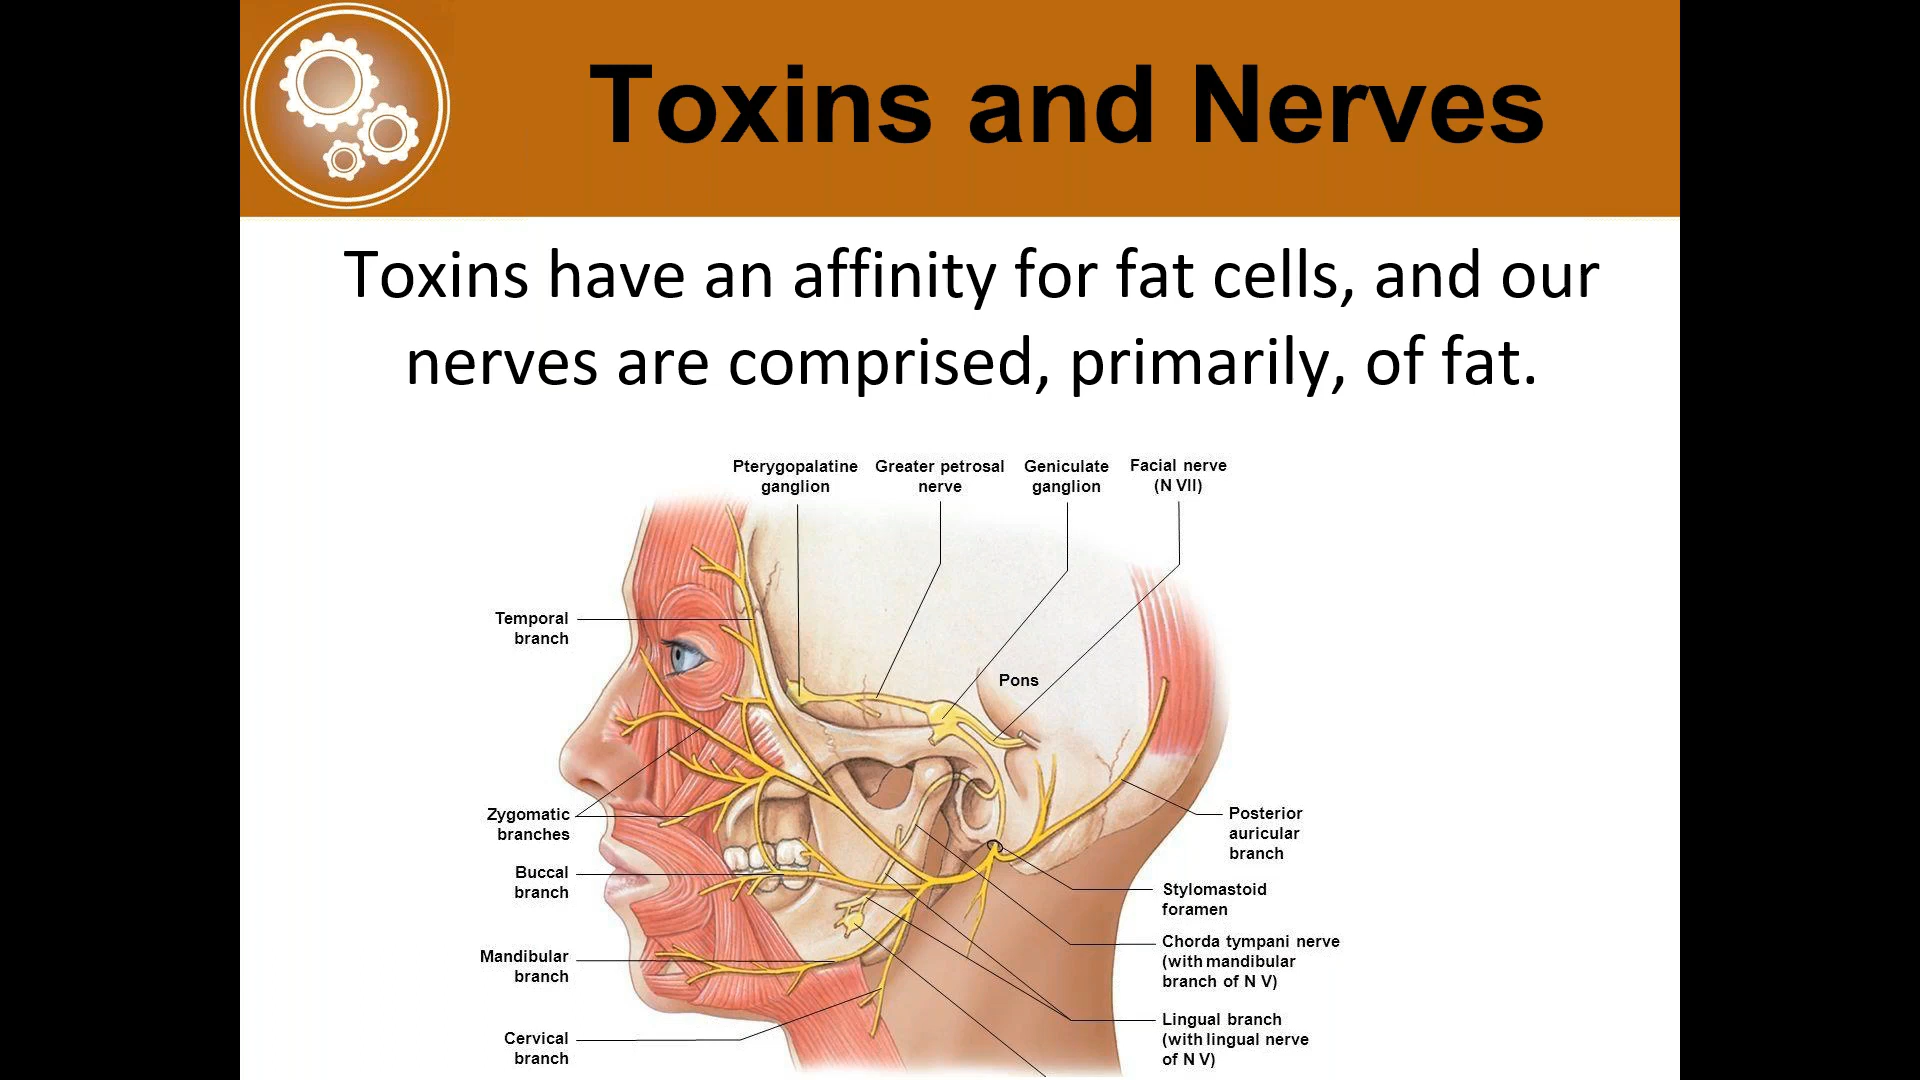 Toxins and Nerves
Toxins have an affinity for fat cells, and our
nerves are comprised, primarily, of fat.
Pterygopalatine
ganglion
Greater petrosal
nerve
Geniculate
ganglion
Facial nerve
(N VII)
Temporal
branch
Pons
Zygomatic
branches
Posterior
auricular
branch
Buccal
branch
Stylomastoid
foramen
Chorda tympani nerve
(with mandibular
branch of N V)
Mandibular
branch
Lingual branch
(with lingual nerve
of N V)
Cervical
branch